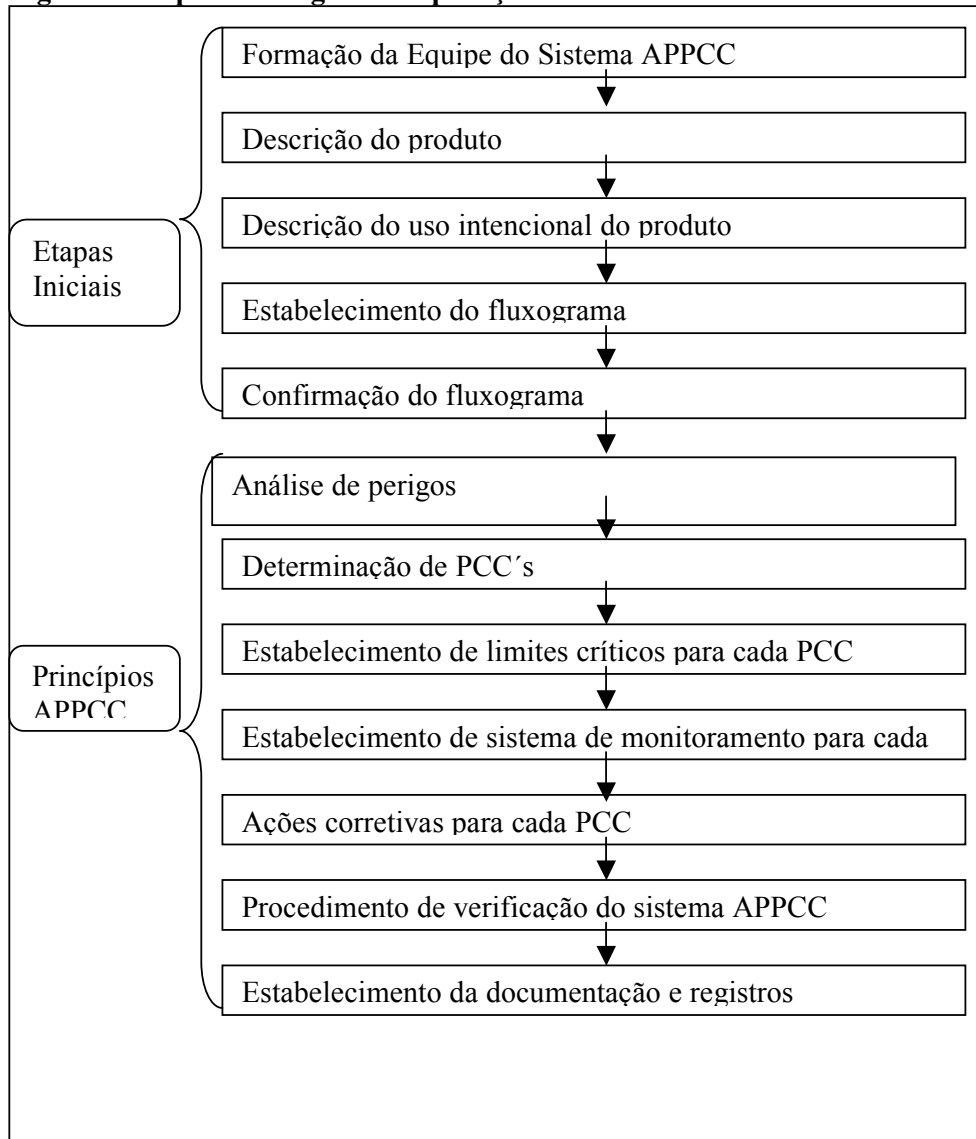 Formação da Equipe do Sistema APPCC
Descrição do produto
Descrição do uso intencional do produto
Etapas
Iniciais
Estabelecimento do fluxograma
Confirmação do fluxograma
Análise de perigos
Determinação de PCC´s
Estabelecimento de limites críticos para cada PCC
Princípios
APPCC
Estabelecimento de sistema de monitoramento para cada
Ações corretivas para cada PCC
Procedimento de verificação do sistema APPCC
Estabelecimento da documentação e registros